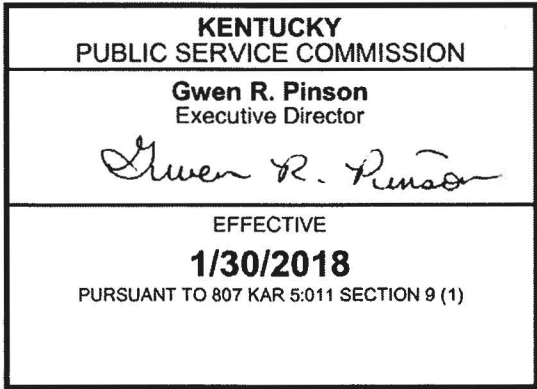 KENTUCKY
PUBLIC SERVICE COMMISSION
Gwen R. Pinson
Executive Director
Gwen R. Pinson
EFFECTIVE
1/30/2018
PURSUANT TO 807 KAR 5:011 SECTION 9 (1)